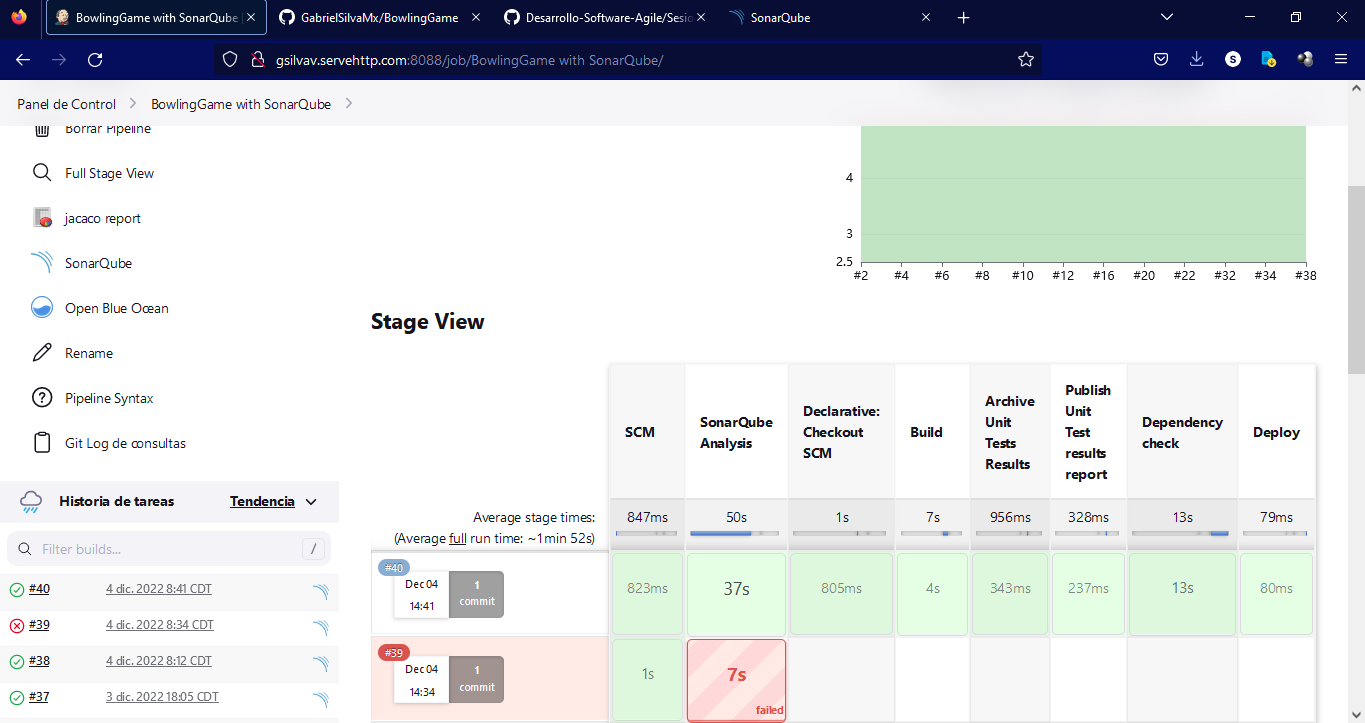 BowlingGame with SonarQube
GabrielSilvaMx/BowlingGame
Desarrollo-Software-Agile/Sesio
SonarQube
gsilvav.servehttp.com:8088/job/BowlingGame with SonarQube/
S
Panel de Control
BowlingGame with SonarQube
Borrar Pipeline
Full Stage View
jacaco report
SonarQube
Open Blue Ocean
Rename
Pipeline Syntax
Git Log de consultas
Historia de tareas
Tendencia
Filter builds...
/
#40
4 dic. 2022 8:41 CDT
#39
4 dic. 2022 8:34 CDT
#38
4 dic. 2022 8:12 CDT
#37
3 dic. 2022 18:05 CDT
4
3
2.5
#2 #4 #6 #8 #10 #12 #16 #20 #22 #32 #34 #38
Stage View
SCM
SonarQube
Analysis
Declarative:
Checkout
SCM
Build
Archive
Unit
Tests
Results
Publish
Unit
Test
results
report
Dependency
check
Deploy
Average stage times:
(Average full run time: ~1min 52s)
847ms 50s 1s 7s 956ms 328ms 13s 79ms
#40
Dec 04
14:41
1
commit
823ms 37s 805ms 4s 343ms 237ms 13s 80ms
#39
Dec 04
14:34
1
commit
1s 7s
failed